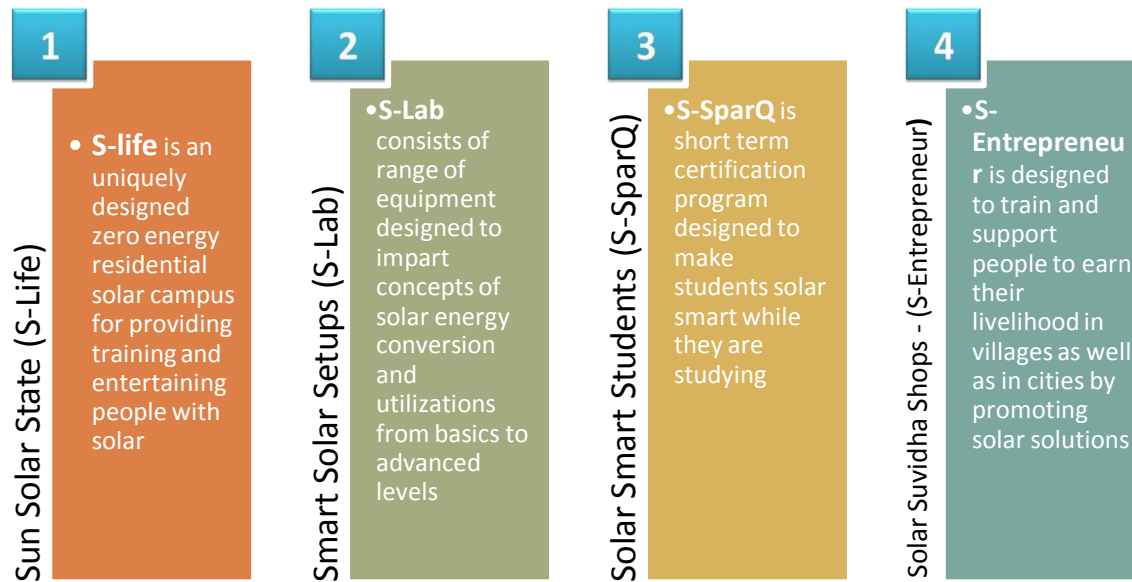 1
Sun Solar State (S-Life)
• S-life is an
uniquely
designed
zero energy
residential
solar campus
for providing
training and
entertaining
people with
solar
2
Smart Solar Setups (S-Lab)
•S-Lab
consists of
range of
equipment
designed to
impart
concepts of
solar energy
conversion
and
utilizations
from basics to
advanced
levels
3
Solar Smart Students (S-SparQ)
•S-SparQ is
short term
certification
program
designed to
make
students solar
smart while
they are
studying
4
Solar Suvidha Shops - (S-Entrepreneur)
•S-
Entrepreneu
r is designed
to train and
support
people to earn
their
livelihood in
villages as well
as in cities by
promoting
solar solutions